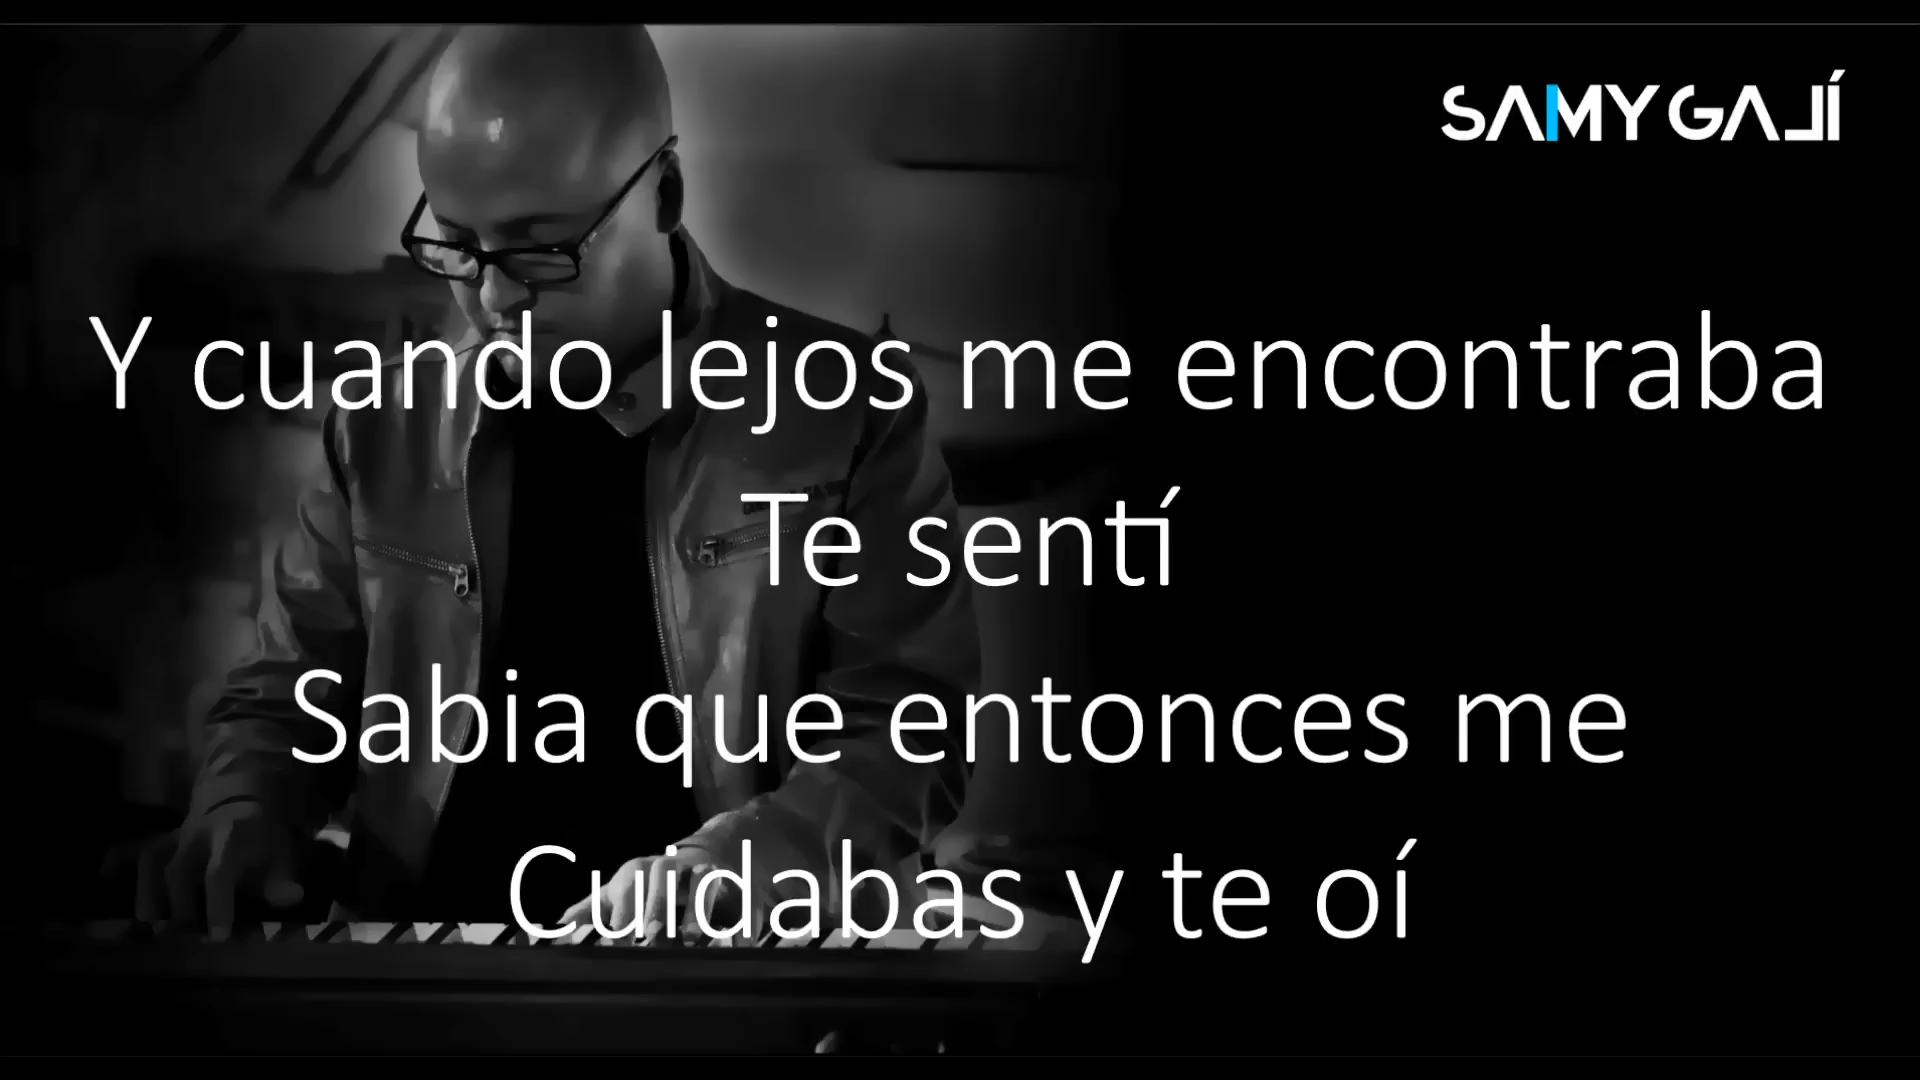 SAMY GALÍ
Y cuando lejos me encontraba
Te sentí
Sabia que entonces me
Cuidabas y te oí